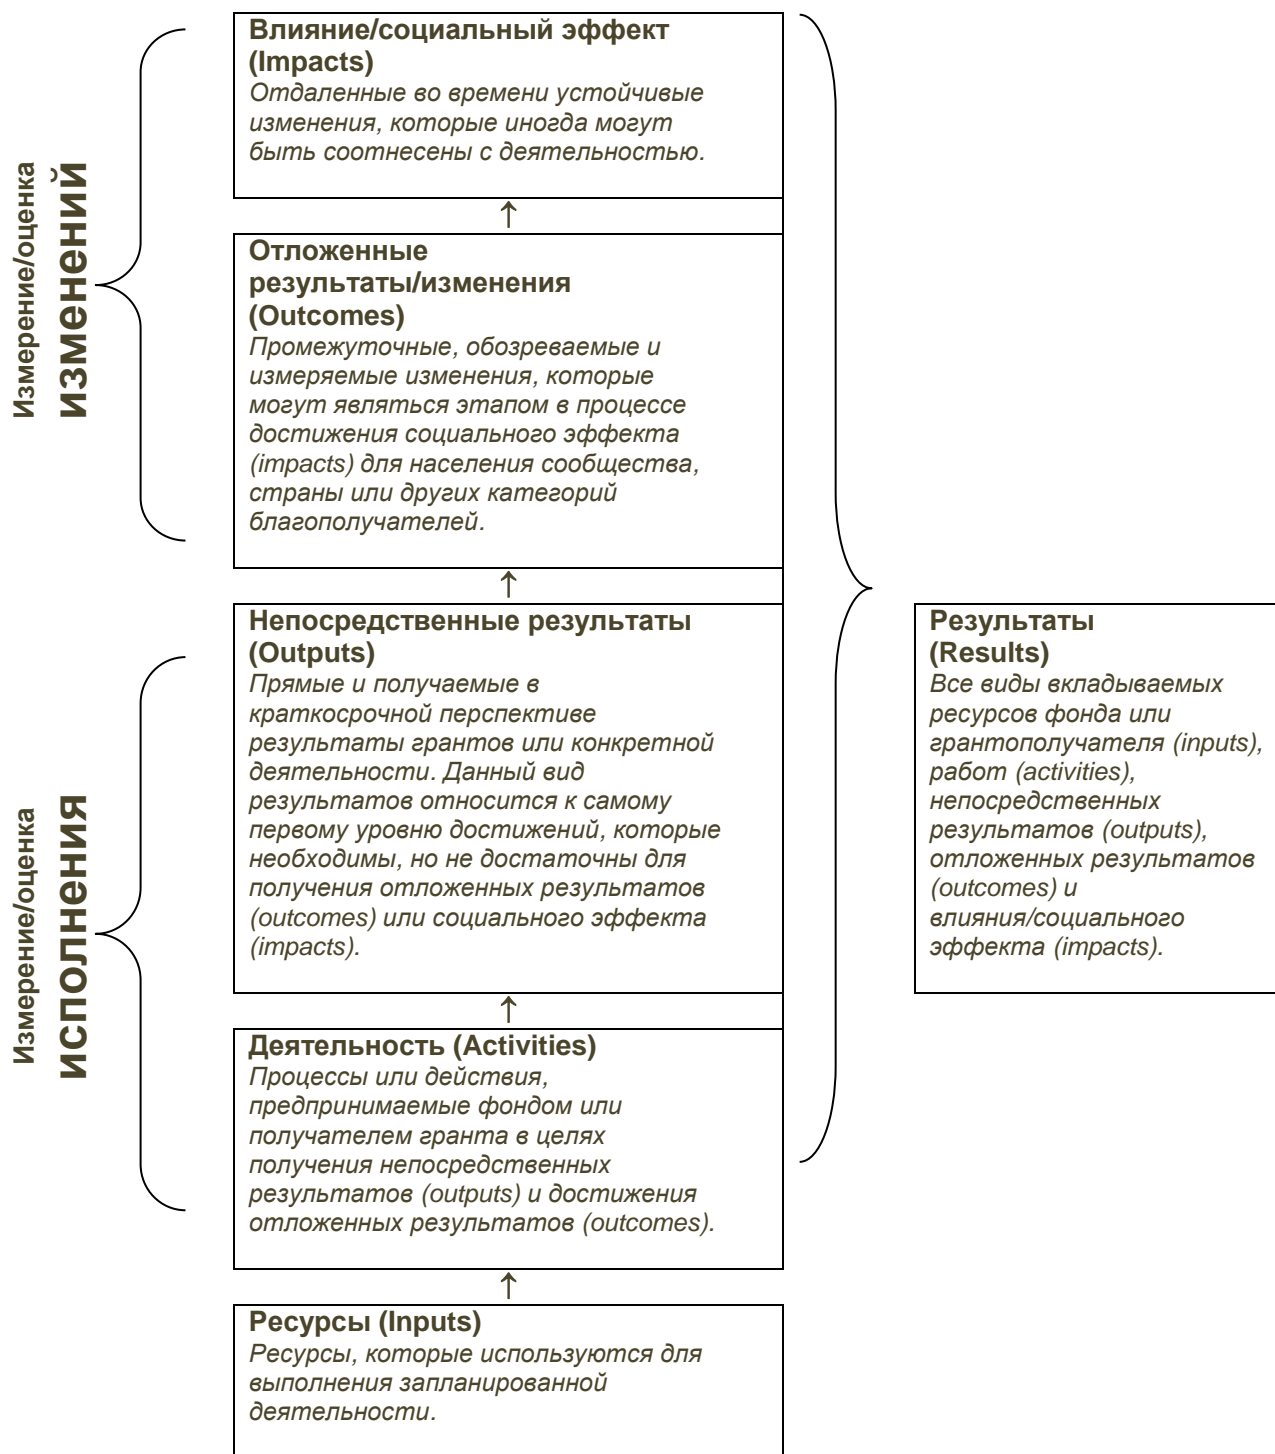 Влияние/социальный эффект
(Impacts)
Отдаленные во времени устойчивые
изменения, которые иногда могут
быть соотнесены с деятельностью.
↑
Отложенные
результаты/изменения
(Outcomes)
Промежуточные, обозреваемые и
измеряемые изменения, которые
могут являться этапом в процессе
достижения социального эффекта
(impacts) для населения сообщества,
страны или других категорий
благополучателей.
Измерение/оценка
изменений
↑
Непосредственные результаты
(Outputs)
Прямые и получаемые в
краткосрочной перспективе
результаты грантов или конкретной
деятельности. Данный вид
результатов относится к самому
первому уровню достижений, которые
необходимы, но не достаточны для
получения отложенных результатов
(outcomes) или социального эффекта
(impacts).
↑
Деятельность (Activities)
Процессы или действия,
предпринимаемые фондом или
получателем гранта в целях
получения непосредственных
результатов (outputs) и достижения
отложенных результатов (outcomes).
Измерение/оценка
исполнения
↑
Ресурсы (Inputs)
Ресурсы, которые используются для
выполнения запланированной
деятельности.
Результаты
(Results)
Все виды вкладываемых
ресурсов фонда или
грантополучателя (inputs),
работ (activities),
непосредственных
результатов (outputs),
отложенных результатов
(outcomes) и
влияния/социального
эффекта (impacts).